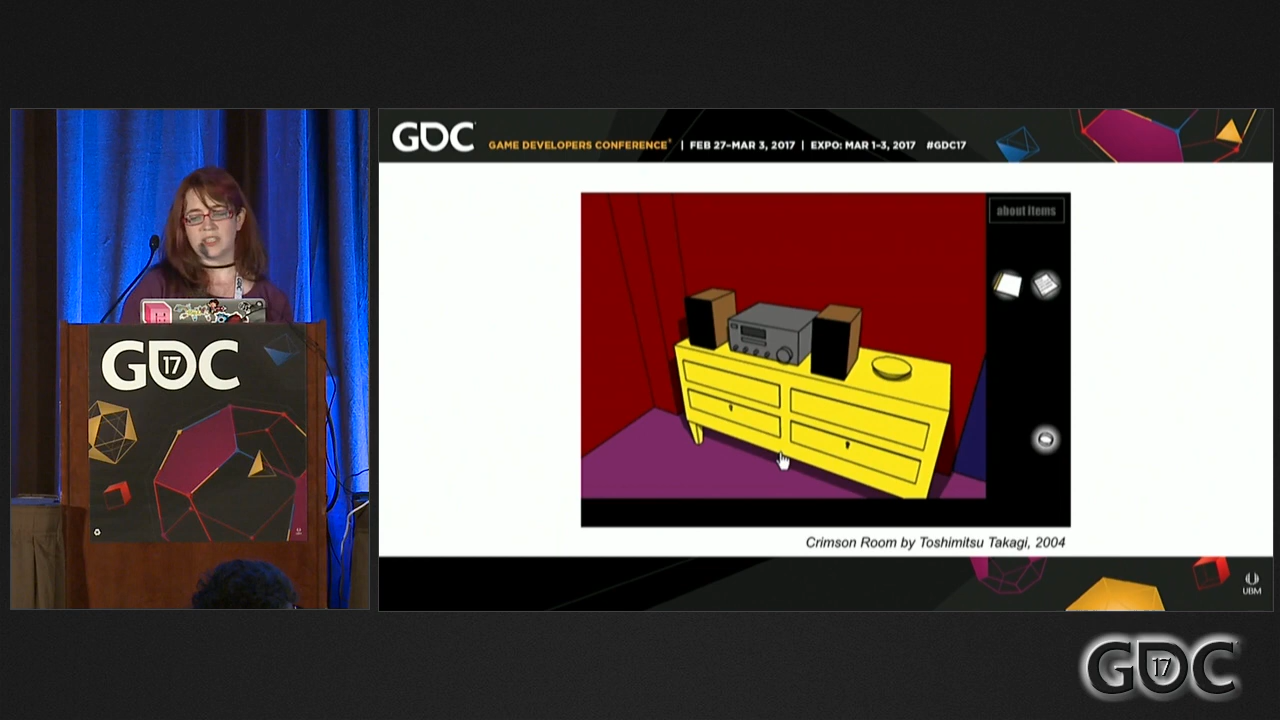 GDC
GAME DEVELOPERS CONFERENCE® | FEB 27–MAR 3, 2017 | EXPO: MAR 1-3, 2017 #GDC17
about items
GDC
17
Crimson Room by Toshimitsu Takagi, 2004
UBM
GDC
17